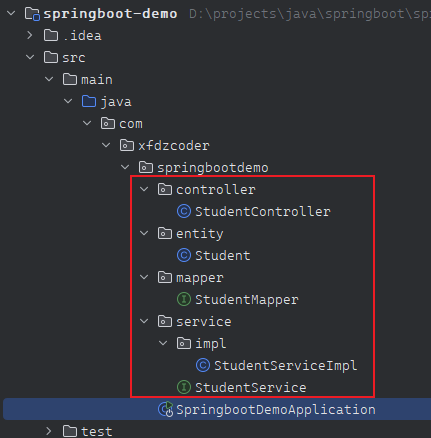 springboot-demo D:\projects\java\springboot\sp
.idea
src
main
java
com
xfdzcoder
springbootdemo
controller
StudentController
entity
Student
mapper
StudentMapper
service
impl
StudentServiceImpl
StudentService
SpringbootDemoApplication
test